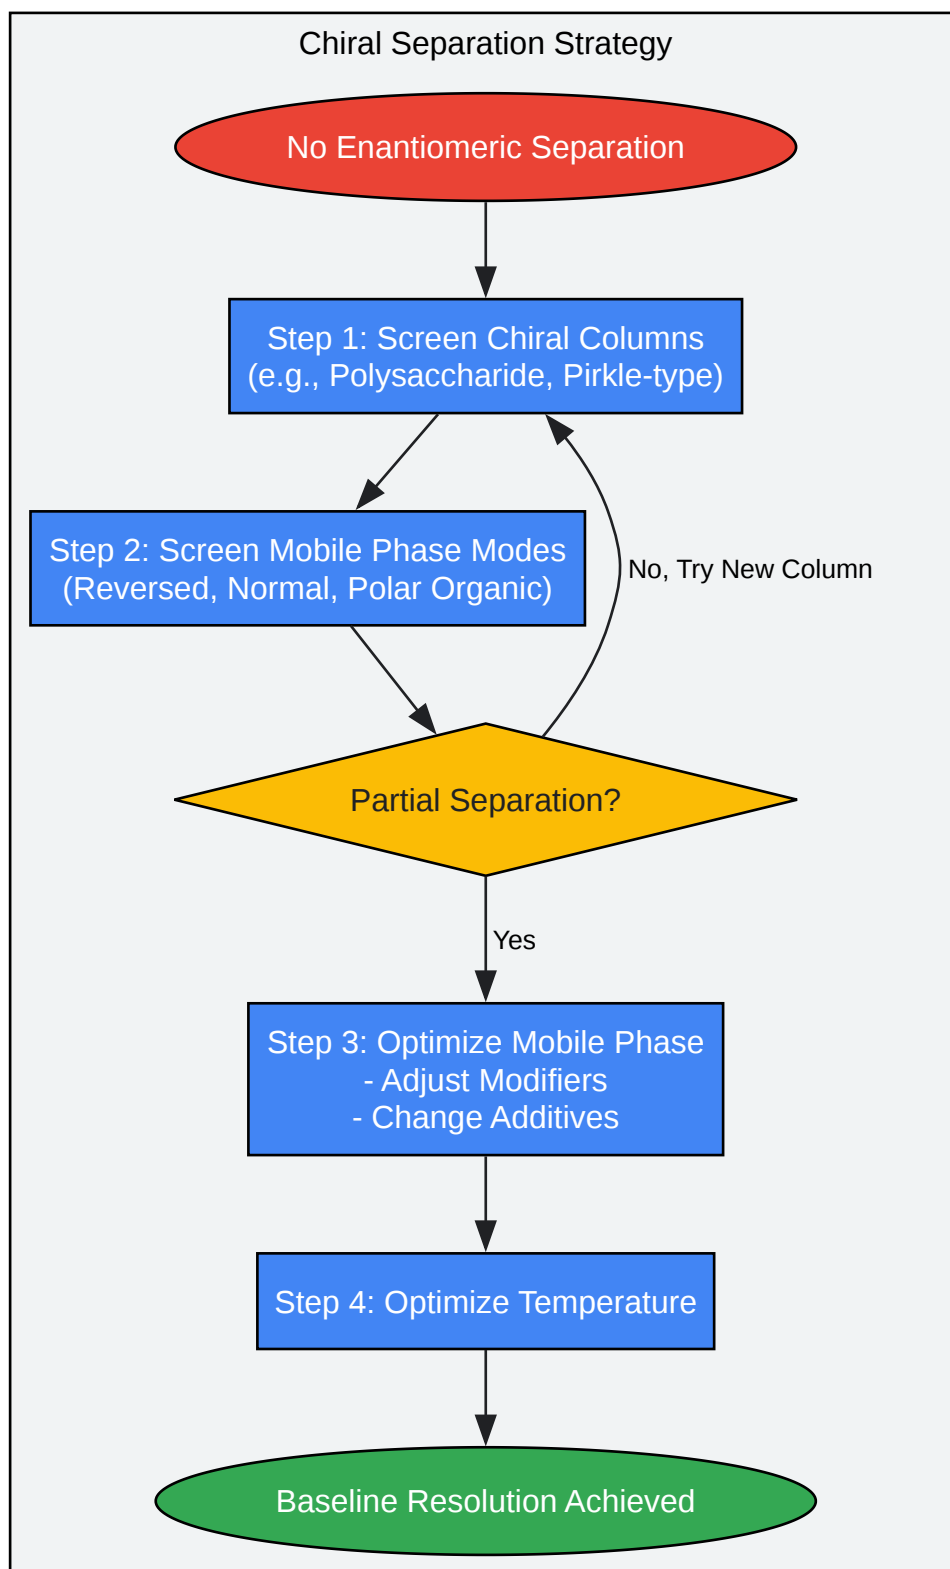 Chiral Separation Strategy
No Enantiomeric Separation
Step 1: Screen Chiral Columns
(e.g., Polysaccharide, Pirkle-type)
Step 2: Screen Mobile Phase Modes
(Reversed, Normal, Polar Organic)
No, Try New Column
Partial Separation?
Yes
Step 3: Optimize Mobile Phase
- Adjust Modifiers
- Change Additives
Step 4: Optimize Temperature
Baseline Resolution Achieved